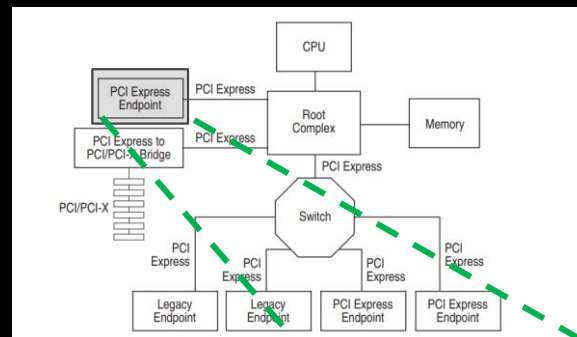 CPU
PCI Express
Endpoint
PCI Express
Root
Complex
Memory
PCI Express to
PCI/PCI-X Bridge
PCI Express
PCI Express
PCI/PCI-X
Switch
PCI
Express
PCI
Express
PCI
Express
PCI
Express
Legacy
Endpoint
Legacy
Endpoint
PCI Express
Endpoint
PCI Express
Endpoint